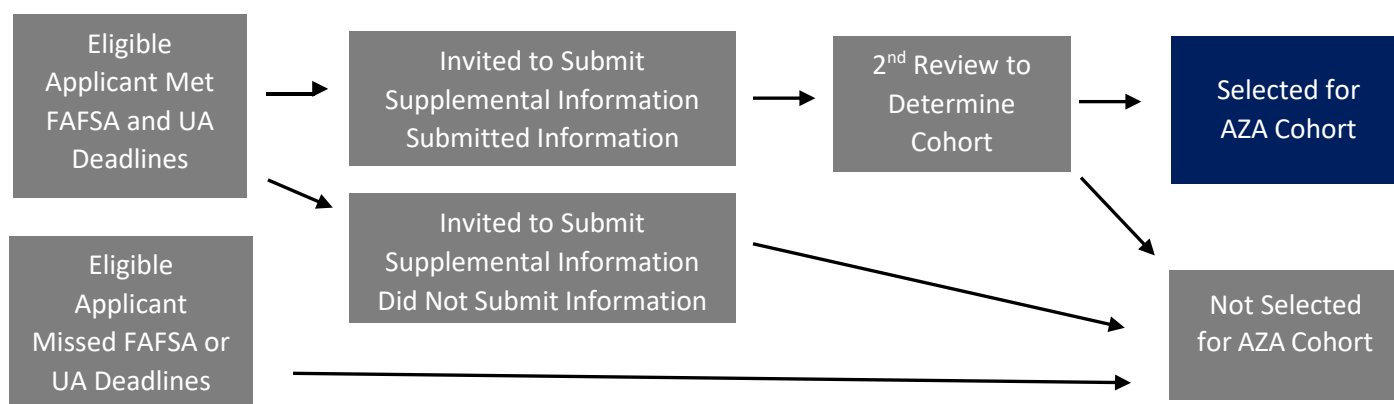 Eligible
Applicant Met
FAFSA and UA
Deadlines
Invited to Submit
Supplemental Information
Submitted Information
2nd Review to
Determine
Cohort
Selected for
AZA Cohort
Invited to Submit
Supplemental Information
Did Not Submit Information
Eligible
Applicant
Missed FAFSA or
UA Deadlines
Not Selected
for AZA Cohort